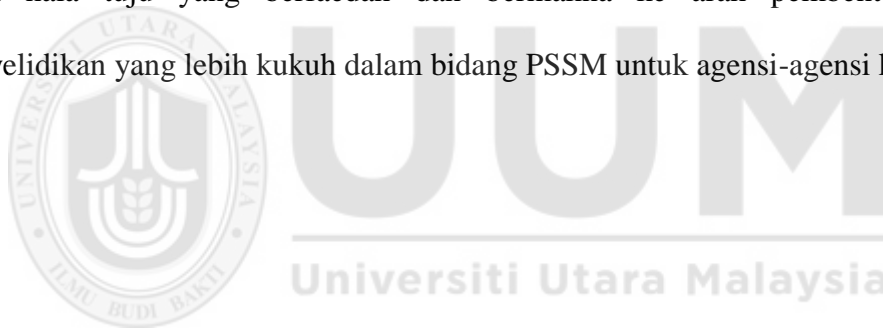 hala tuju yang berfaedah dan bermakna ke arah
yang lebih kukuh dalam bidang PSSM untuk agensi-agensi
UNIVERSITI UTARA MALAYSIA
ILMU BUDI BAKTI
UUM
Universiti Utara Malaysia